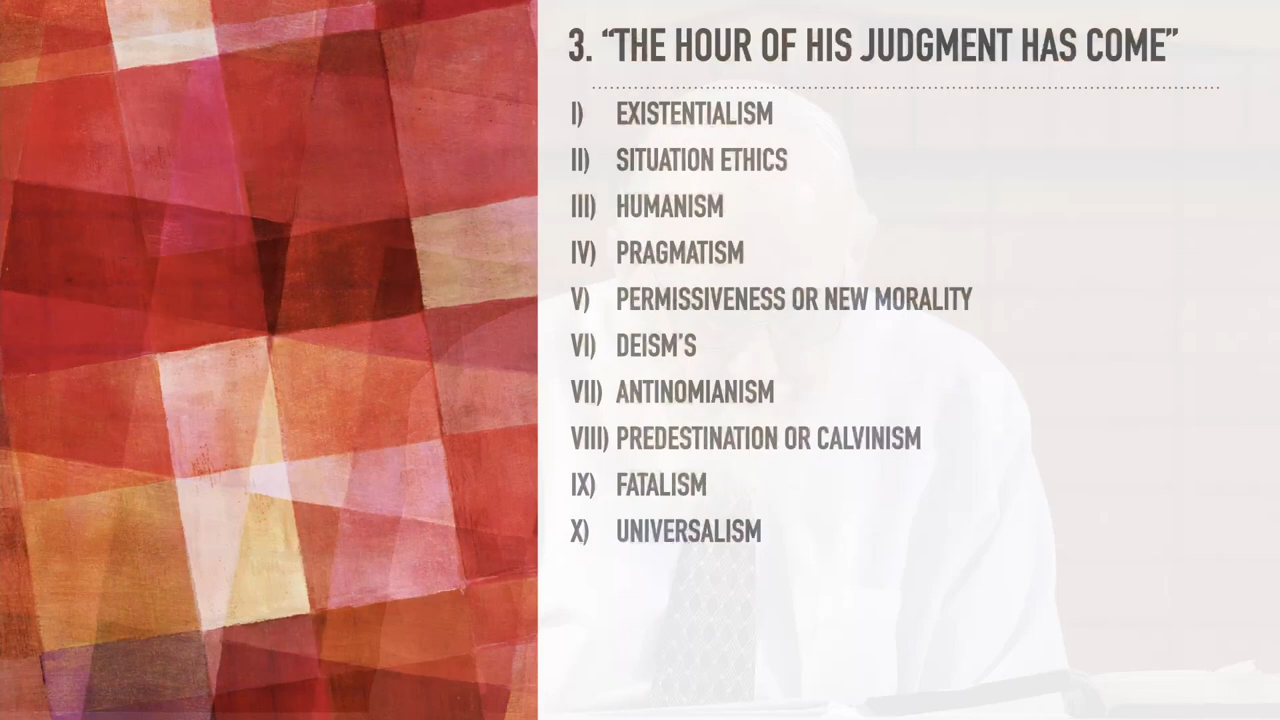 3. “THE HOUR OF HIS JUDGMENT HAS COME”
I) EXISTENTIALISM
II) SITUATION ETHICS
III) HUMANISM
IV) PRAGMATISM
V) PERMISSIVENESS OR NEW MORALITY
VI) DEISM’S
VII) ANTINOMIANISM
VIII) PREDESTINATION OR CALVINISM
IX) FATALISM
X) UNIVERSALISM